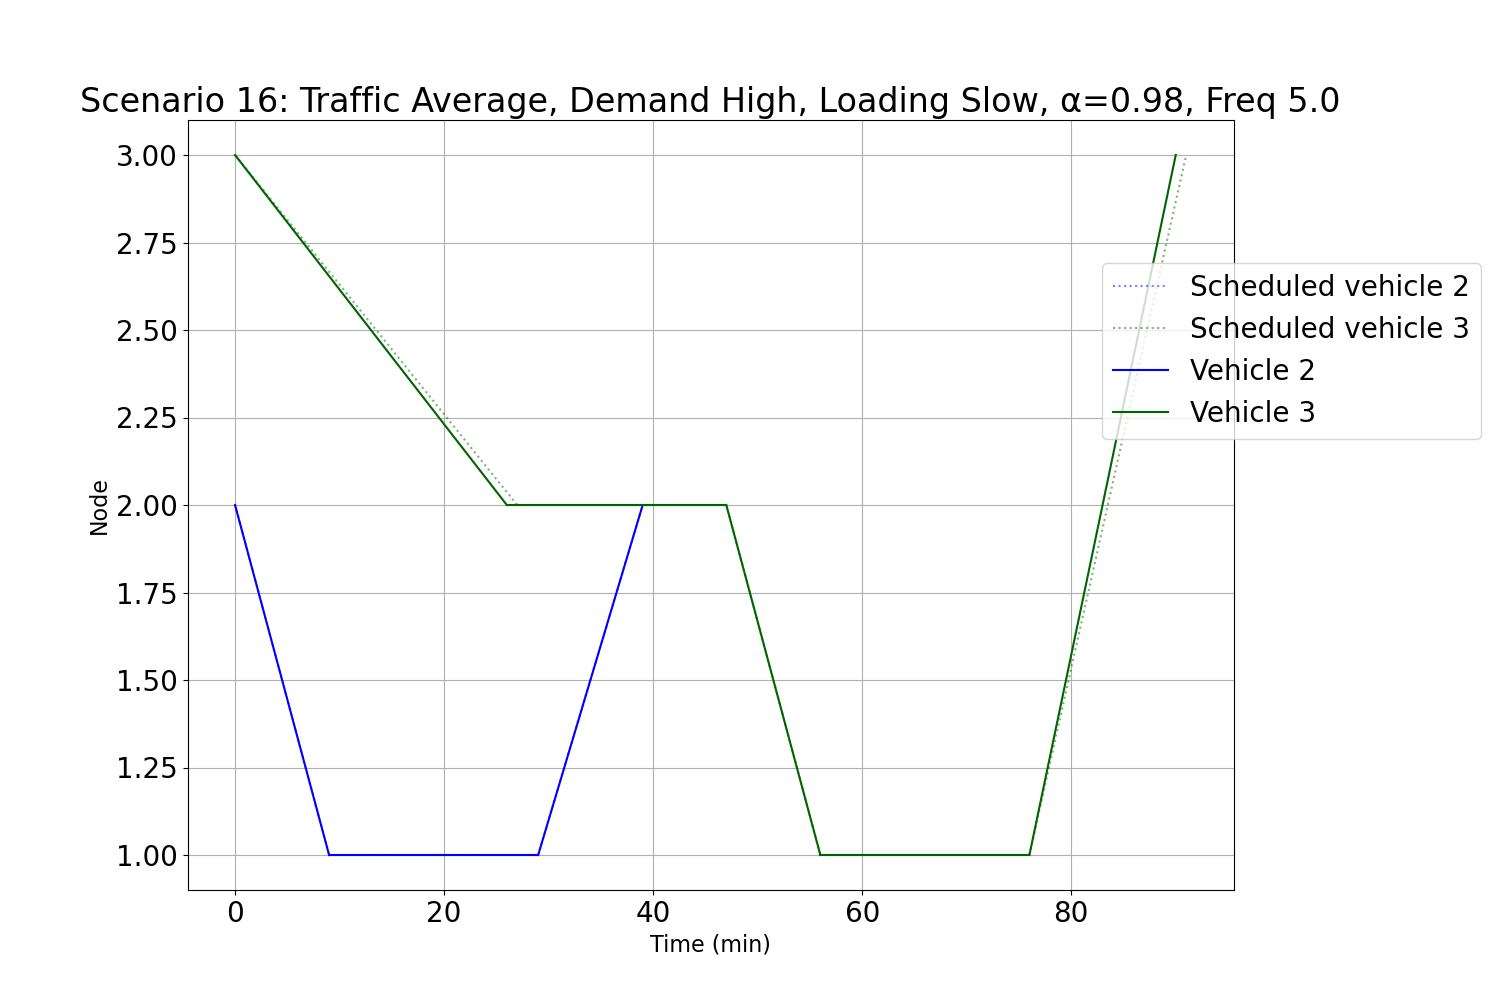 Scenario 16: Traffic Average, Demand High, Loading Slow, α=0.98, Freq 5.0
3.00
2.75
2.50
2.25
2.00
1.75
1.50
1.25
1.00
Node
Scheduled vehicle 2
Scheduled vehicle 3
Vehicle 2
Vehicle 3
0 20 40 60 80
Time (min)